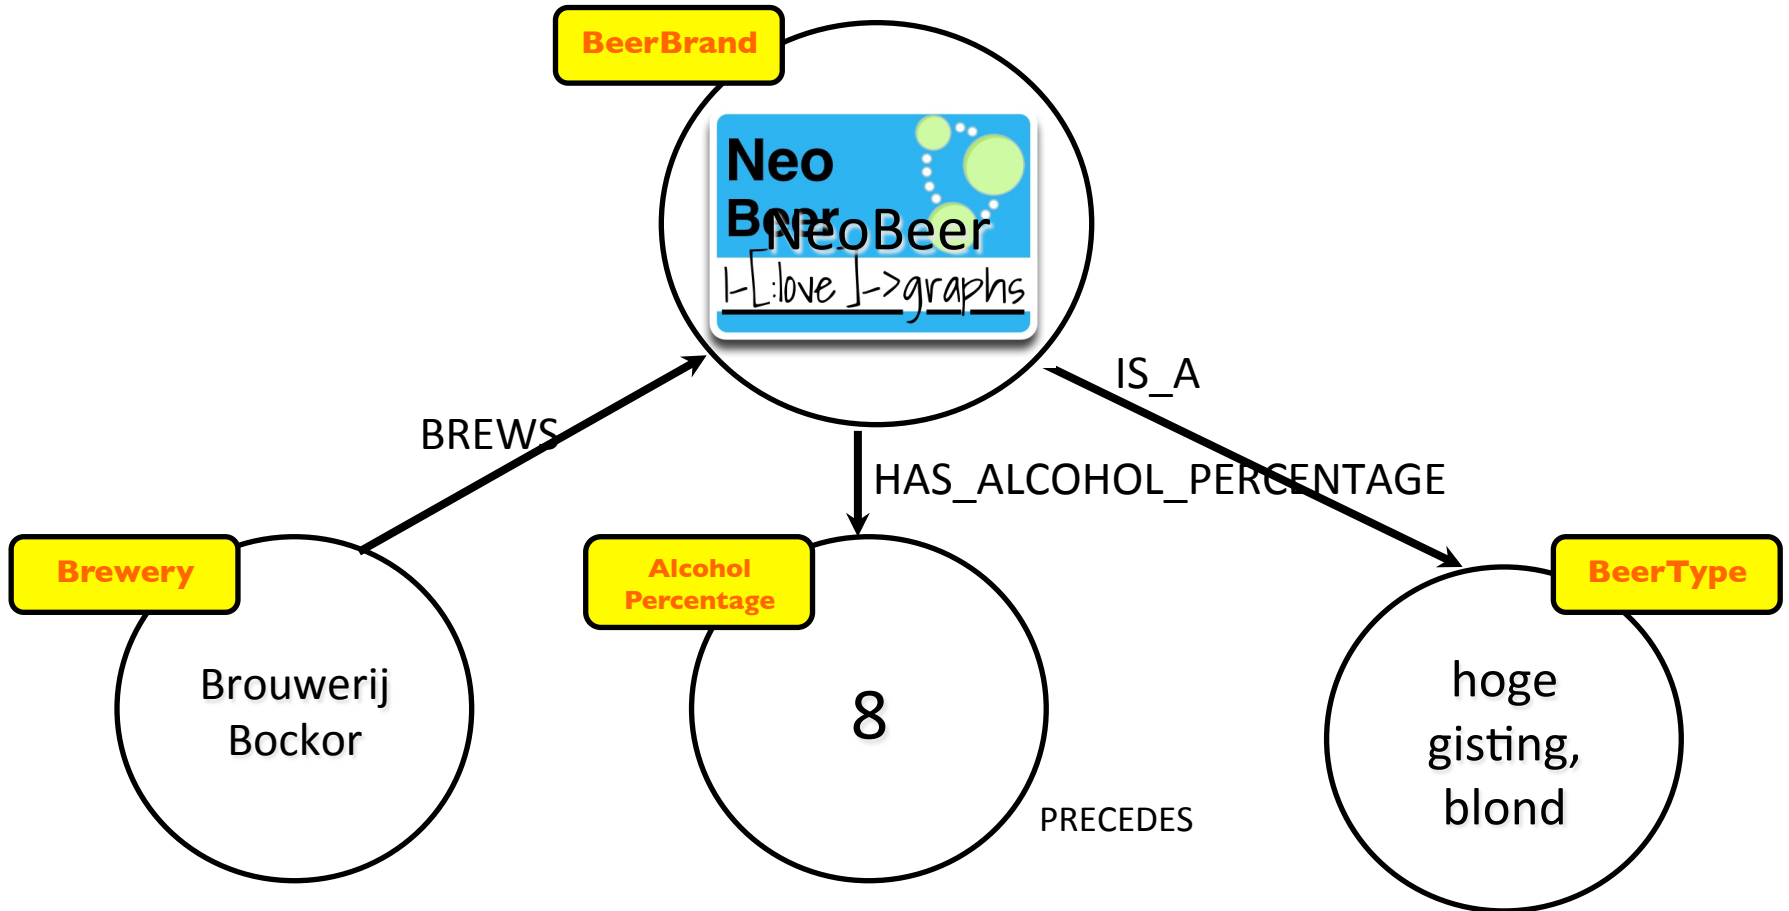 BeerBrand
Neo
Beer
NeoBeer
I-[:love ]->graphs
IS_A
BREWS
HAS_ALCOHOL_PERCENTAGE
Brewery
Alcohol
Percentage
BeerType
Brouwerij
Bockor
8
hoge
gisting,
blond
PRECEDES